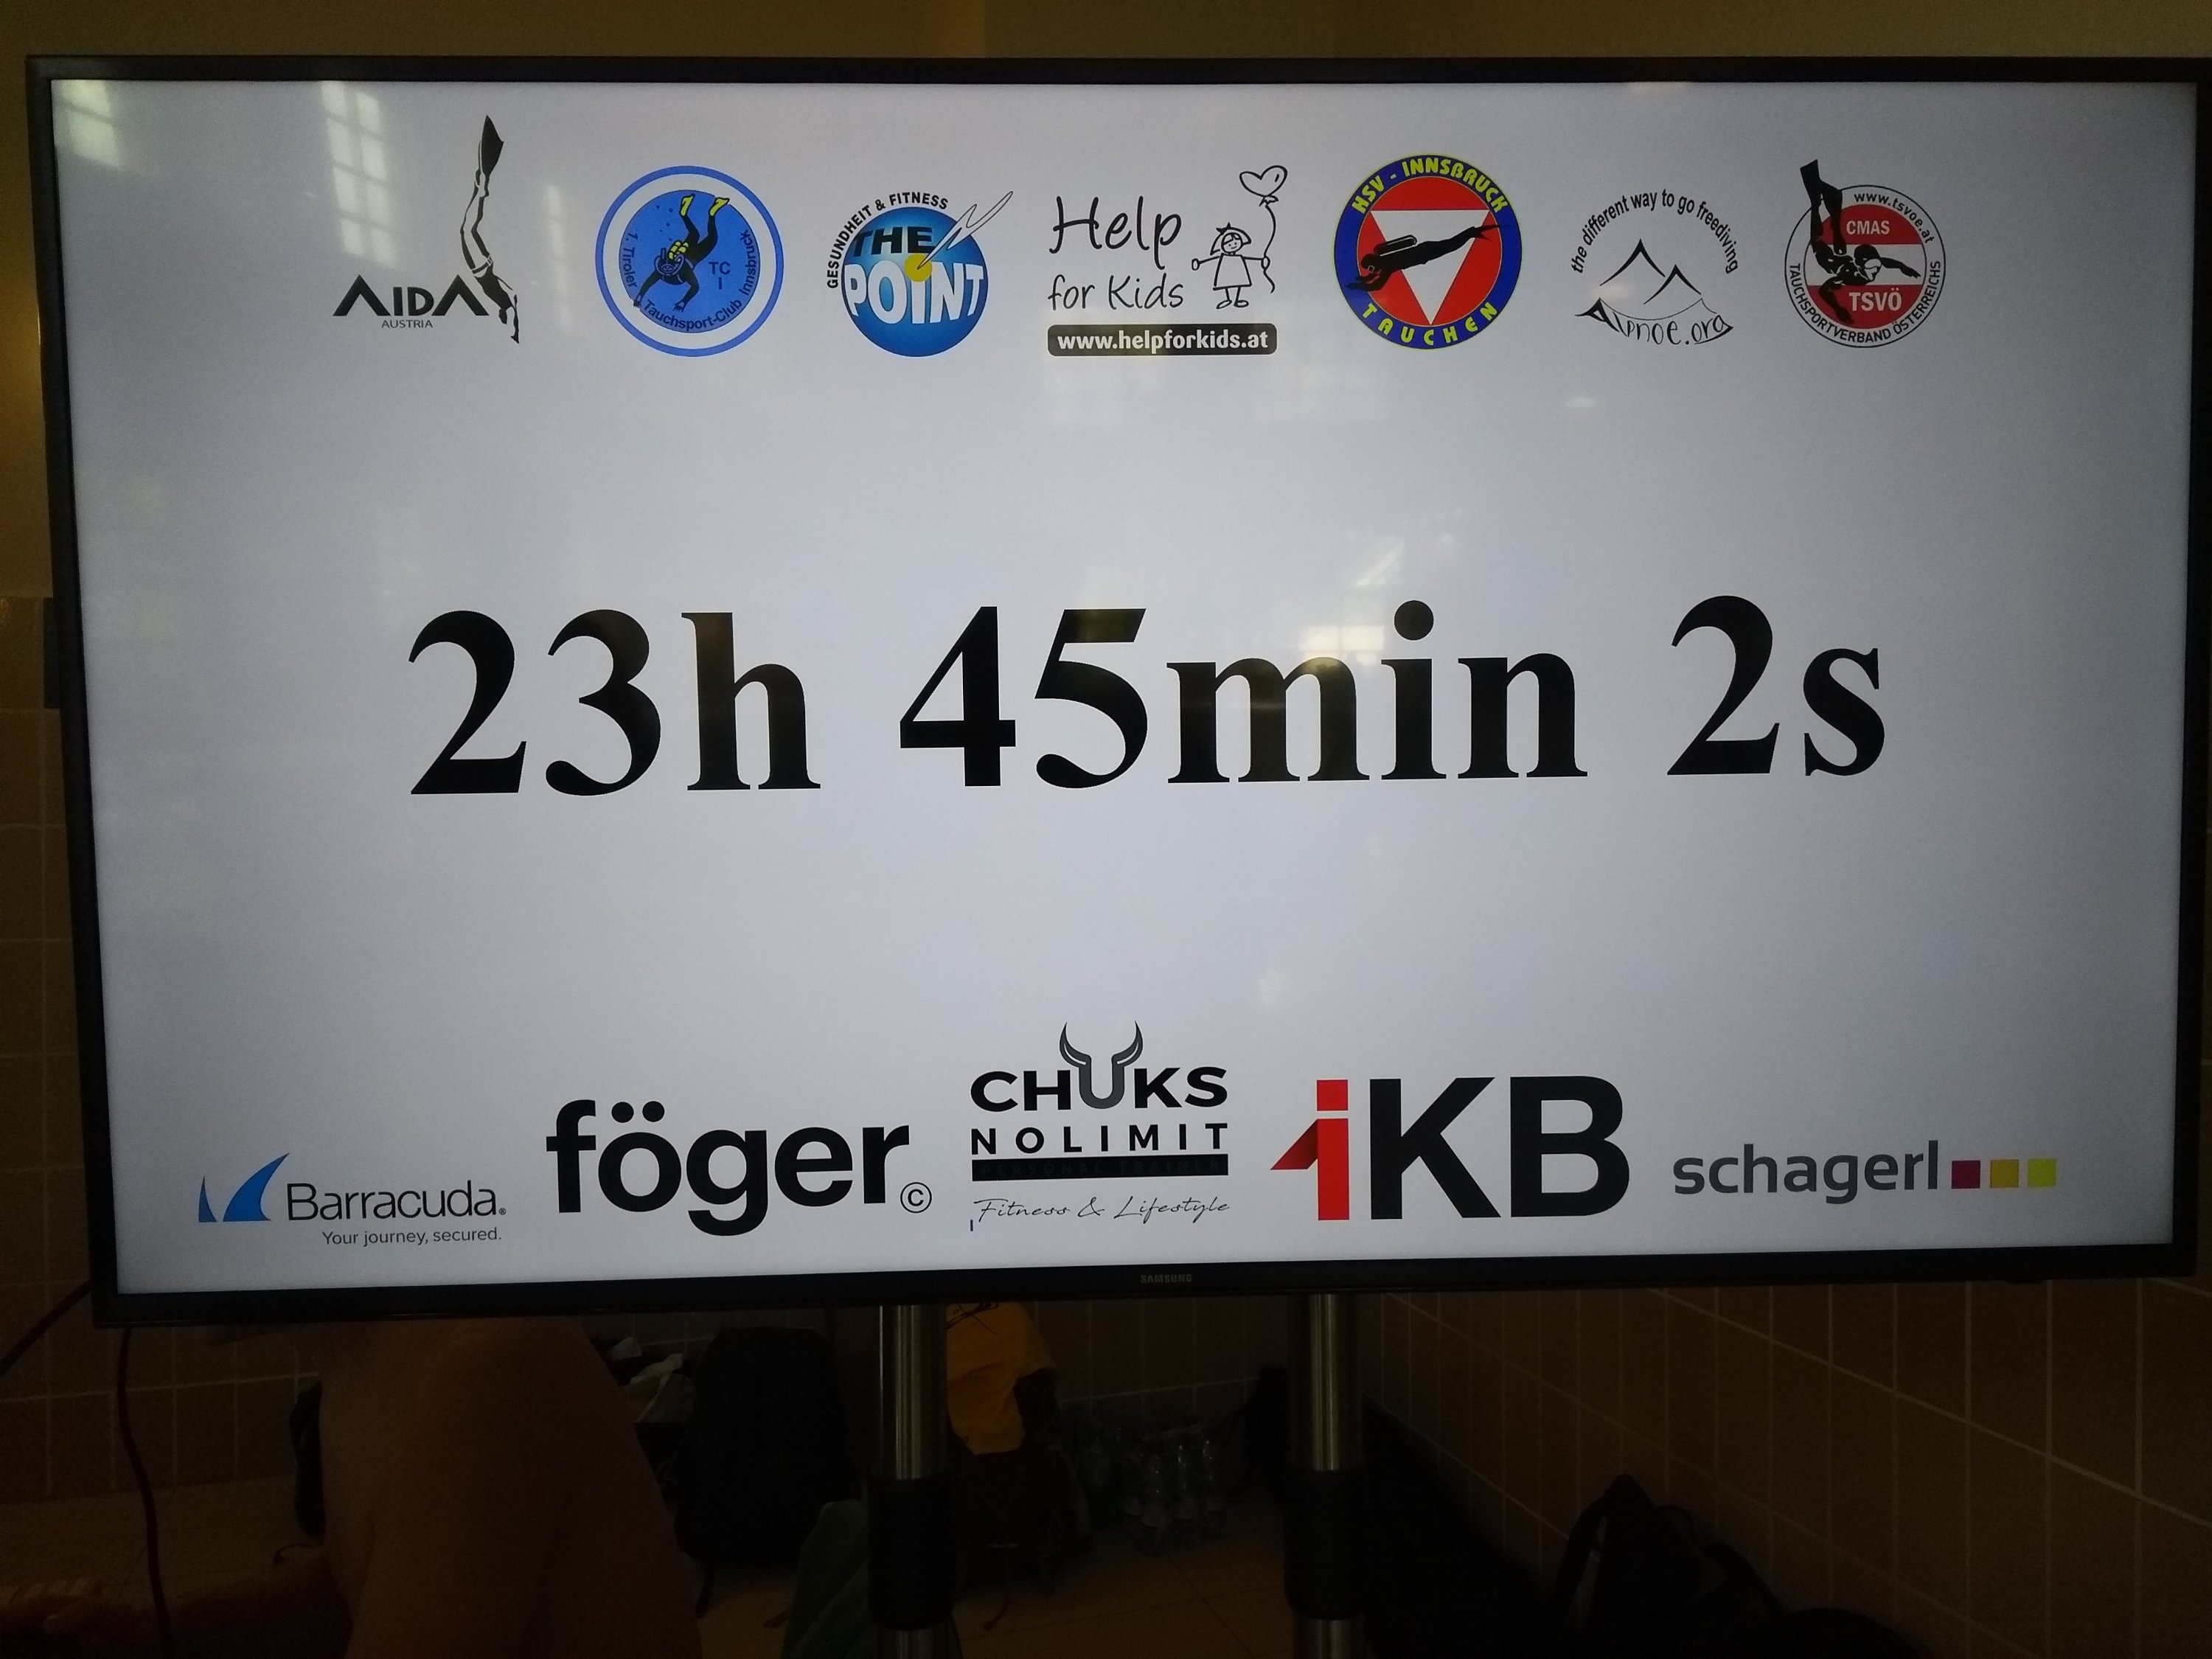 AIDA
AUSTRIA
1. Tiroler Tauchsport-Club Innsbruck
TC
I
GESUNDHEIT & FITNESS
THE
POINT
Help
for Kids
www.helpforkids.at
HSV - INNSBRUCK
TAUCHEN
the different way to go freediving
Alpnoe.org
www.tsvoe.at
CMAS
TSVÖ
TAUCHSPORTVERBAND ÖSTERREICHS
23h 45min 2s
Barracuda®
Your journey, secured.
föger©
CHUKS
NOLIMIT
PERSONAL TRAINER
Fitness & Lifestyle
iKB
schagerl
SAMSUNG